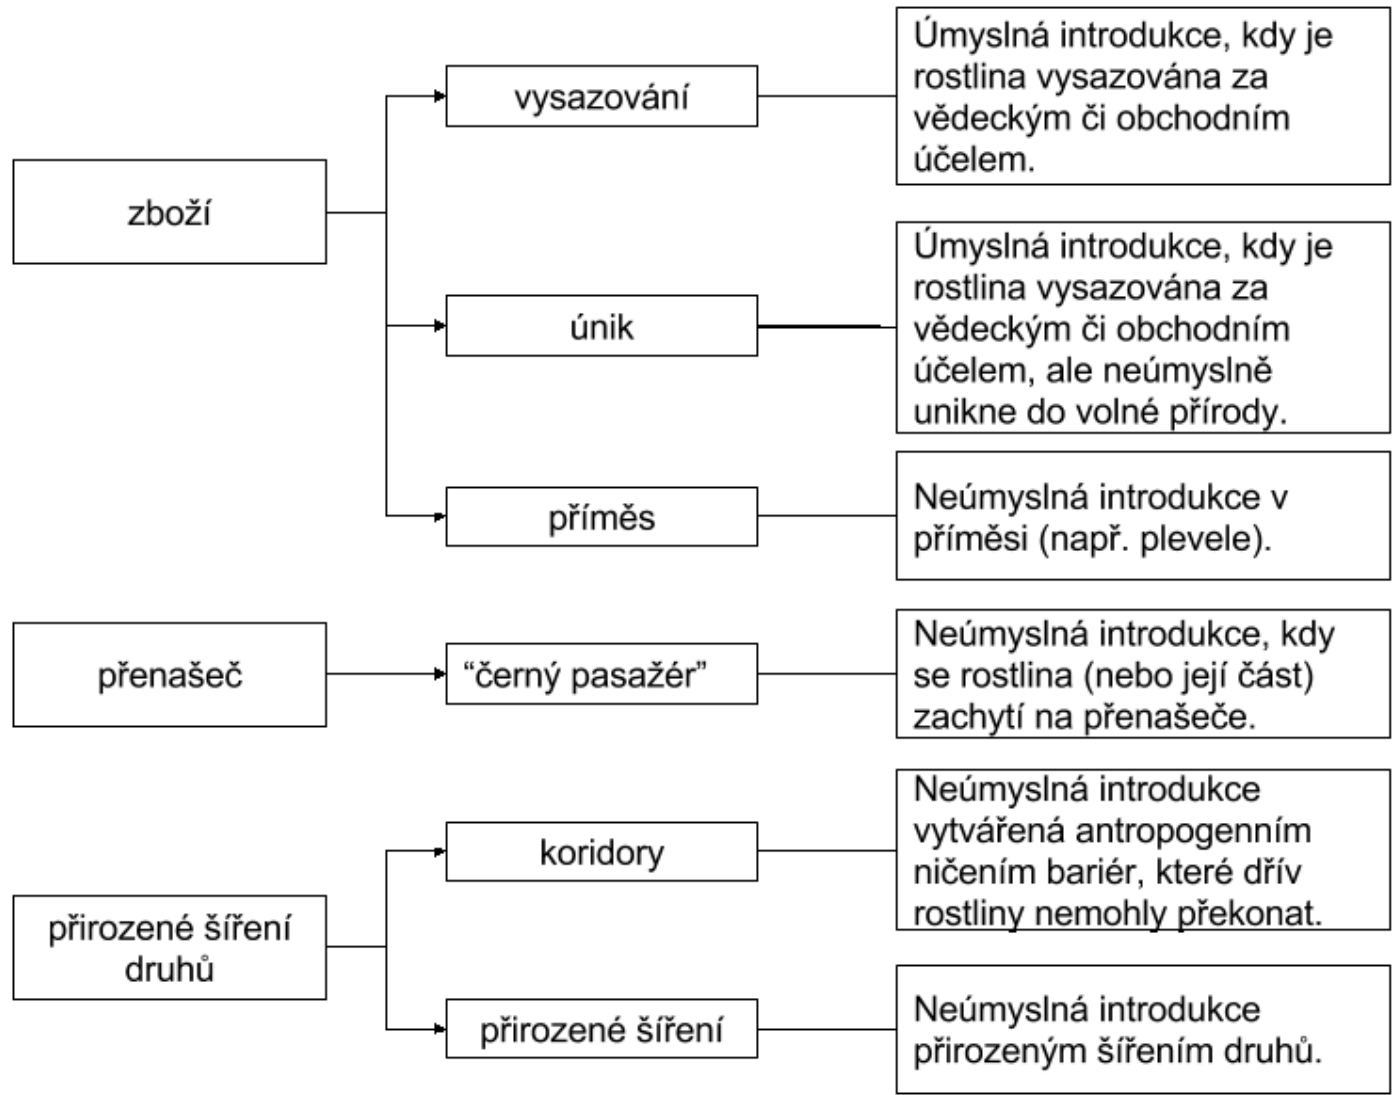 zboží
vysazování
Úmyslná introdukce, kdy je
rostlina vysazována za
vědeckým či obchodním
účelem.
únik
Úmyslná introdukce, kdy je
rostlina vysazována za
vědeckým či obchodním
účelem, ale neúmyslně
unikne do volné přírody.
příměs
Neúmyslná introdukce v
příměsi (např. plevele).
přenašeč
“černý pasažér”
Neúmyslná introdukce, kdy
se rostlina (nebo její část)
zachytí na přenašeče.
přirozené šíření
druhů
koridory
Neúmyslná introdukce
vytvářená antropogenním
ničením bariér, které dřív
rostliny nemohly překonat.
přirozené šíření
Neúmyslná introdukce
přirozeným šířením druhů.